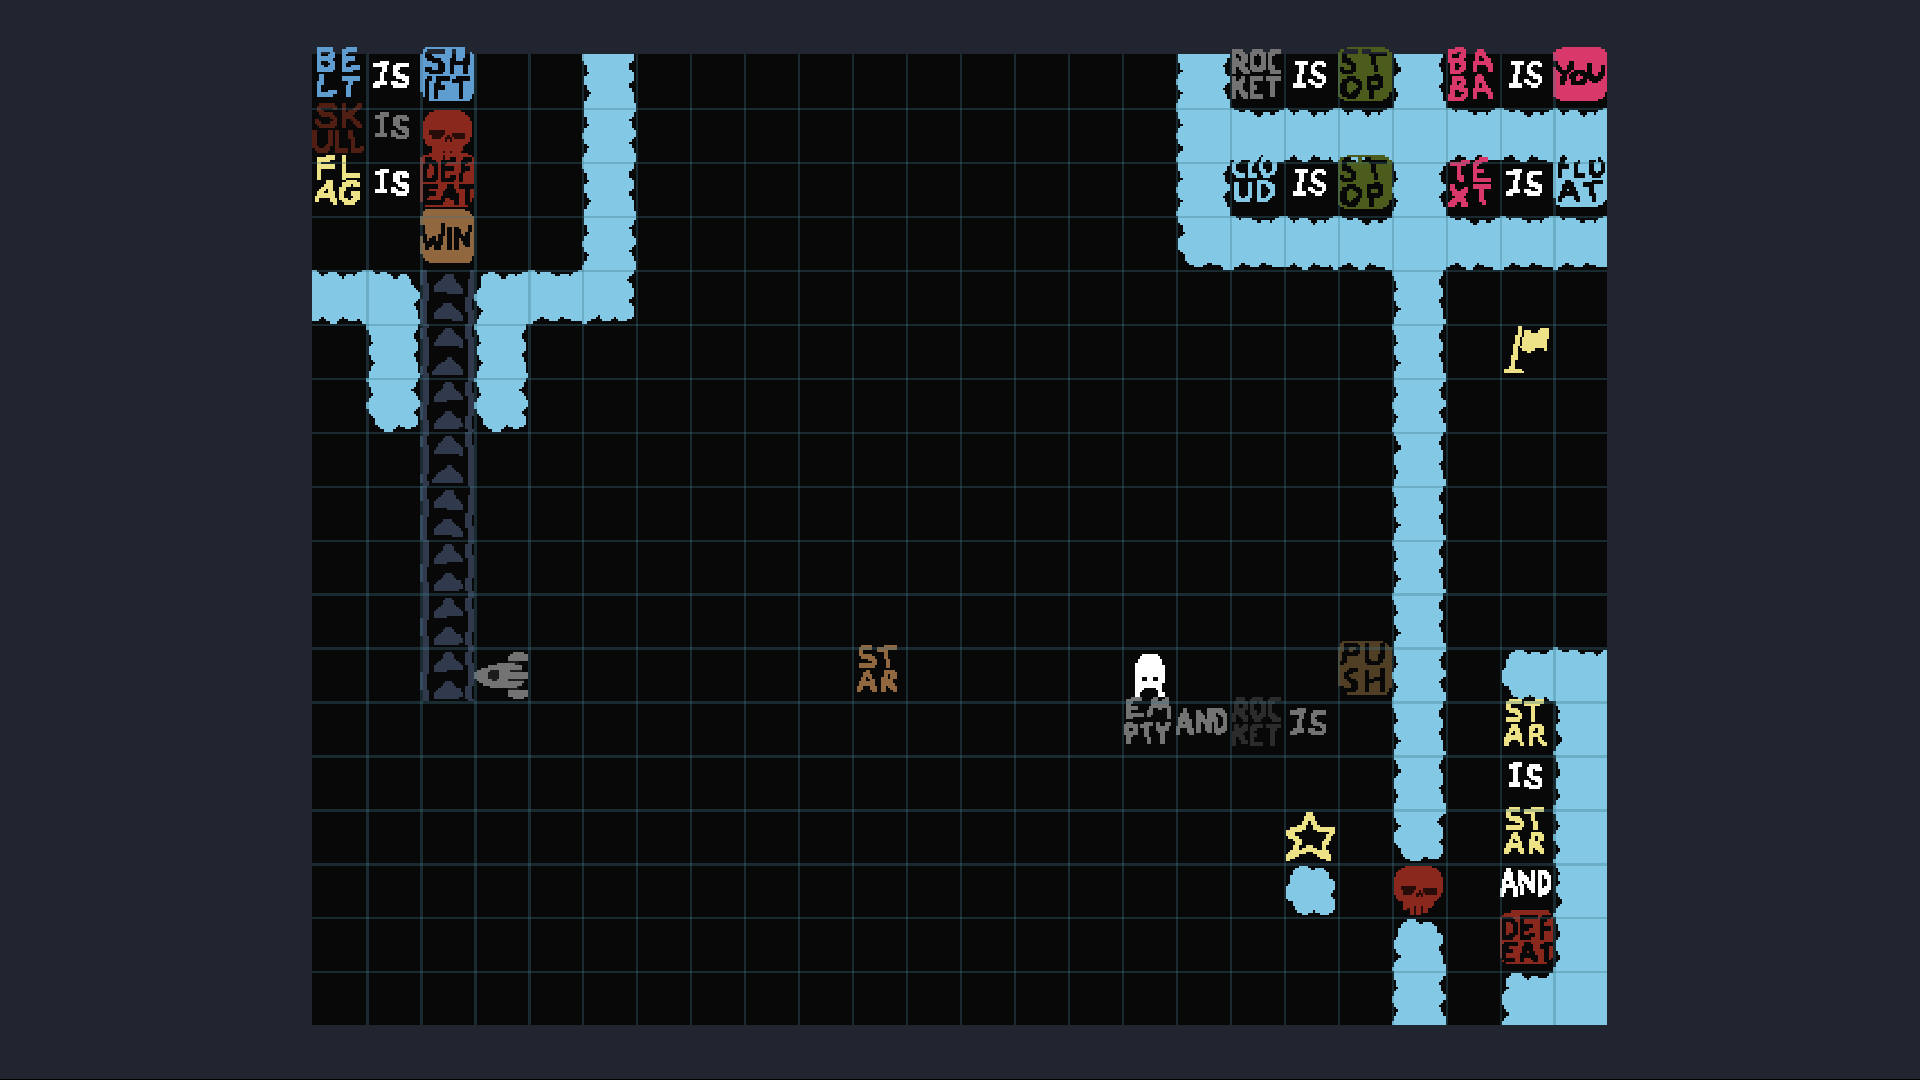 BELT IS SHIFT
ROCKET IS STOP
BABA IS YOU
SKULL IS
FLAG IS DEFEAT
CLOUD IS STOP
TEXT IS FLOAT
WIN
STAR
PUSH
EMPTY AND ROCKET IS
STAR
IS
STAR
AND
DEFEAT